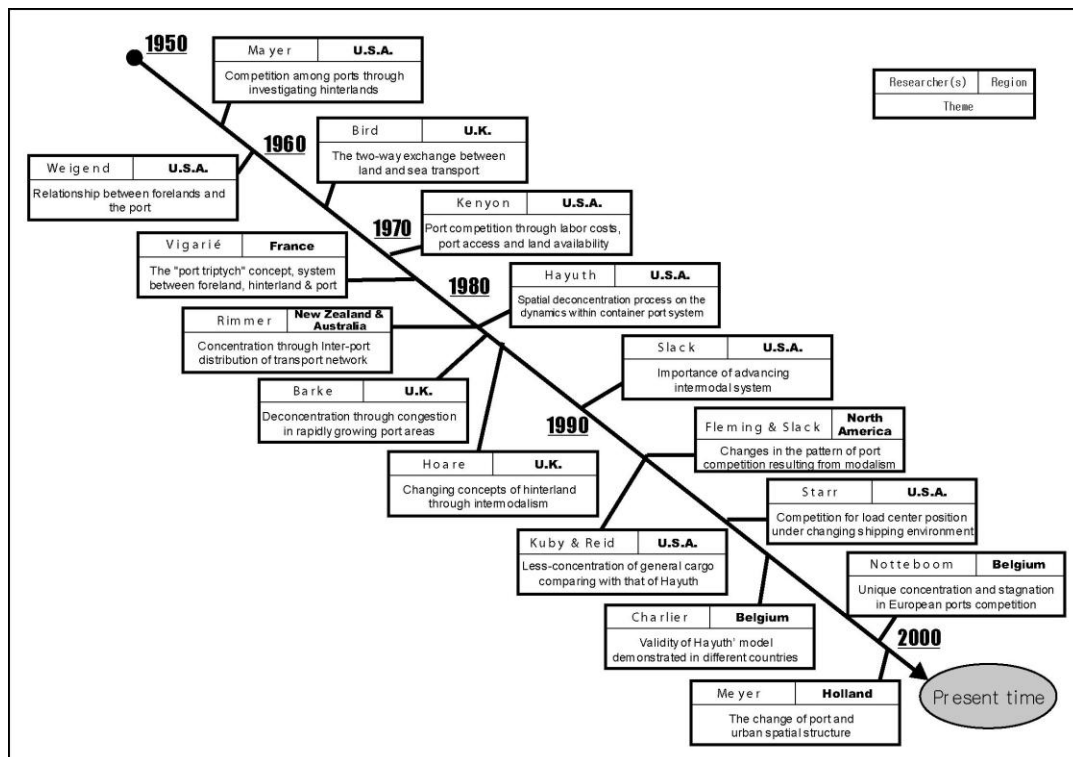 1950
Mayer U.S.A.
Competition among ports through
investigating hinterlands
Researcher(s) Region
Theme
1960
Bird U.K.
The two-way exchange between
land and sea transport
Weigend U.S.A.
Relationship between forelands and
the port
1970
Kenyon U.S.A.
Port competition through labor costs,
port access and land availability
Vigarié France
The "port triptych" concept, system
between foreland, hinterland & port
1980
Hayuth U.S.A.
Spatial deconcentration process on the
dynamics within container port system
Rimmer New Zealand &
Australia
Concentration through Inter-port
distribution of transport network
Slack U.S.A.
Importance of advancing
intermodal system
Barke U.K.
Deconcentration through congestion
in rapidly growing port areas
1990
Fleming & Slack North
America
Changes in the pattern of port
competition resulting from modalism
Hoare U.K.
Changing concepts of hinterland
through intermodalism
Starr U.S.A.
Competition for load center position
under changing shipping environment
Kuby & Reid U.S.A.
Less-concentration of general cargo
comparing with that of Hayuth
Notteboom Belgium
Unique concentration and stagnation
in European ports competition
Charlier Belgium
Validity of Hayuth' model
demonstrated in different countries
2000
Meyer Holland
The change of port and
urban spatial structure
Present time